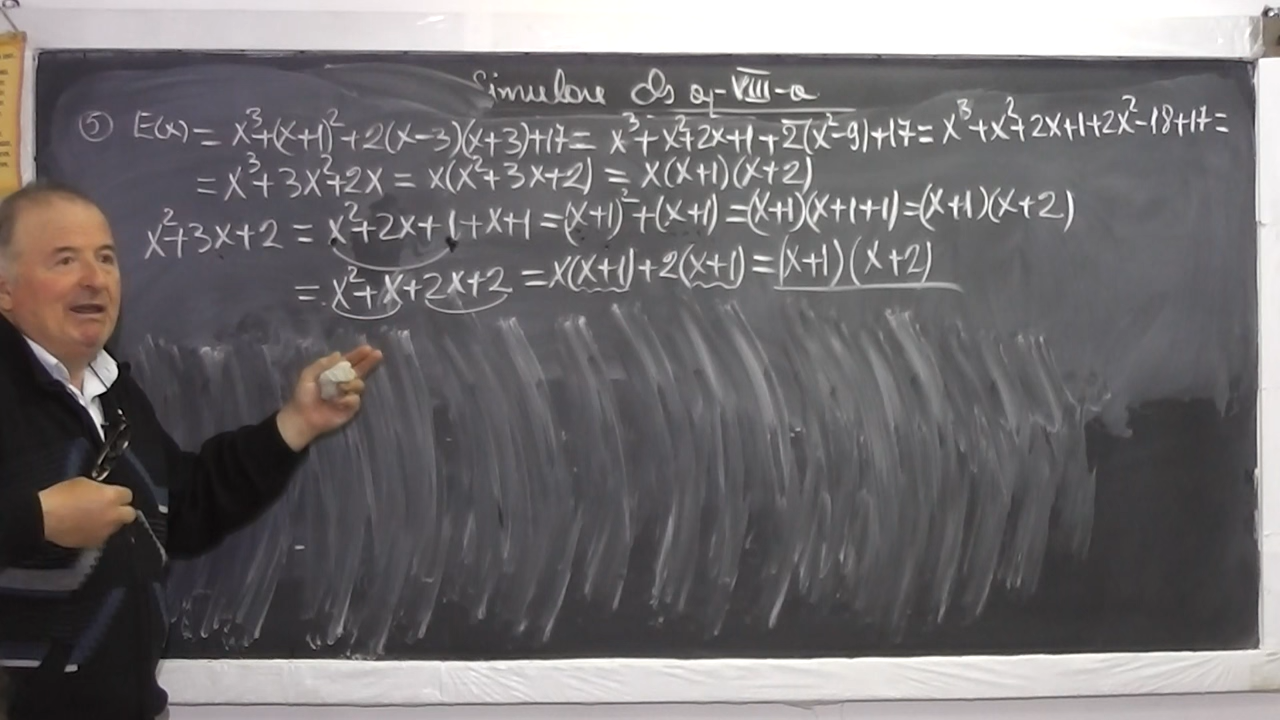 Simulare cls a-VIII-a
⑤ E(x) = x³+(x+1)²+2(x-3)(x+3)+17= x³+x²+2x+1+2(x²-9)+17= x³+x²+2x+1+2x²-18+17=
= x³+3x²+2x = x(x²+3x+2) = x(x+1)(x+2)
x²+3x+2 = x²+2x+1+x+1=(x+1)²+(x+1)=(x+1)(x+1+1)=(x+1)(x+2)
= x²+x+2x+2 =x(x+1)+2(x+1)=(x+1)(x+2)